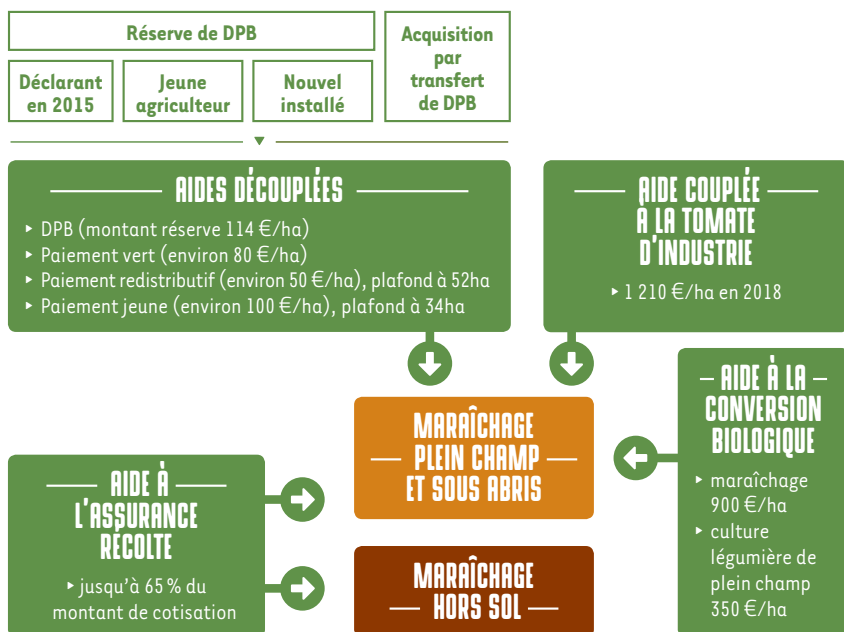 Réserve de DPB
Déclarant
en 2015
Jeune
agriculteur
Nouvel
installé
Acquisition
par
transfert
de DPB
AIDES DÉCOUPLÉES
▸ DPB (montant réserve 114 €/ha)
▸ Paiement vert (environ 80 €/ha)
▸ Paiement redistributif (environ 50 €/ha), plafond à 52ha
▸ Paiement jeune (environ 100 €/ha), plafond à 34ha
AIDE COUPLÉE
À LA TOMATE
D'INDUSTRIE
▸ 1 210 €/ha en 2018
MARAÎCHAGE
PLEIN CHAMP
ET SOUS ABRIS
AIDE À LA
CONVERSION
BIOLOGIQUE
▸ maraîchage
900 €/ha
▸ culture
légumière de
plein champ
350 €/ha
AIDE À
L'ASSURANCE
RÉCOLTE
▸ jusqu'à 65 % du
montant de cotisation
MARAÎCHAGE
HORS SOL